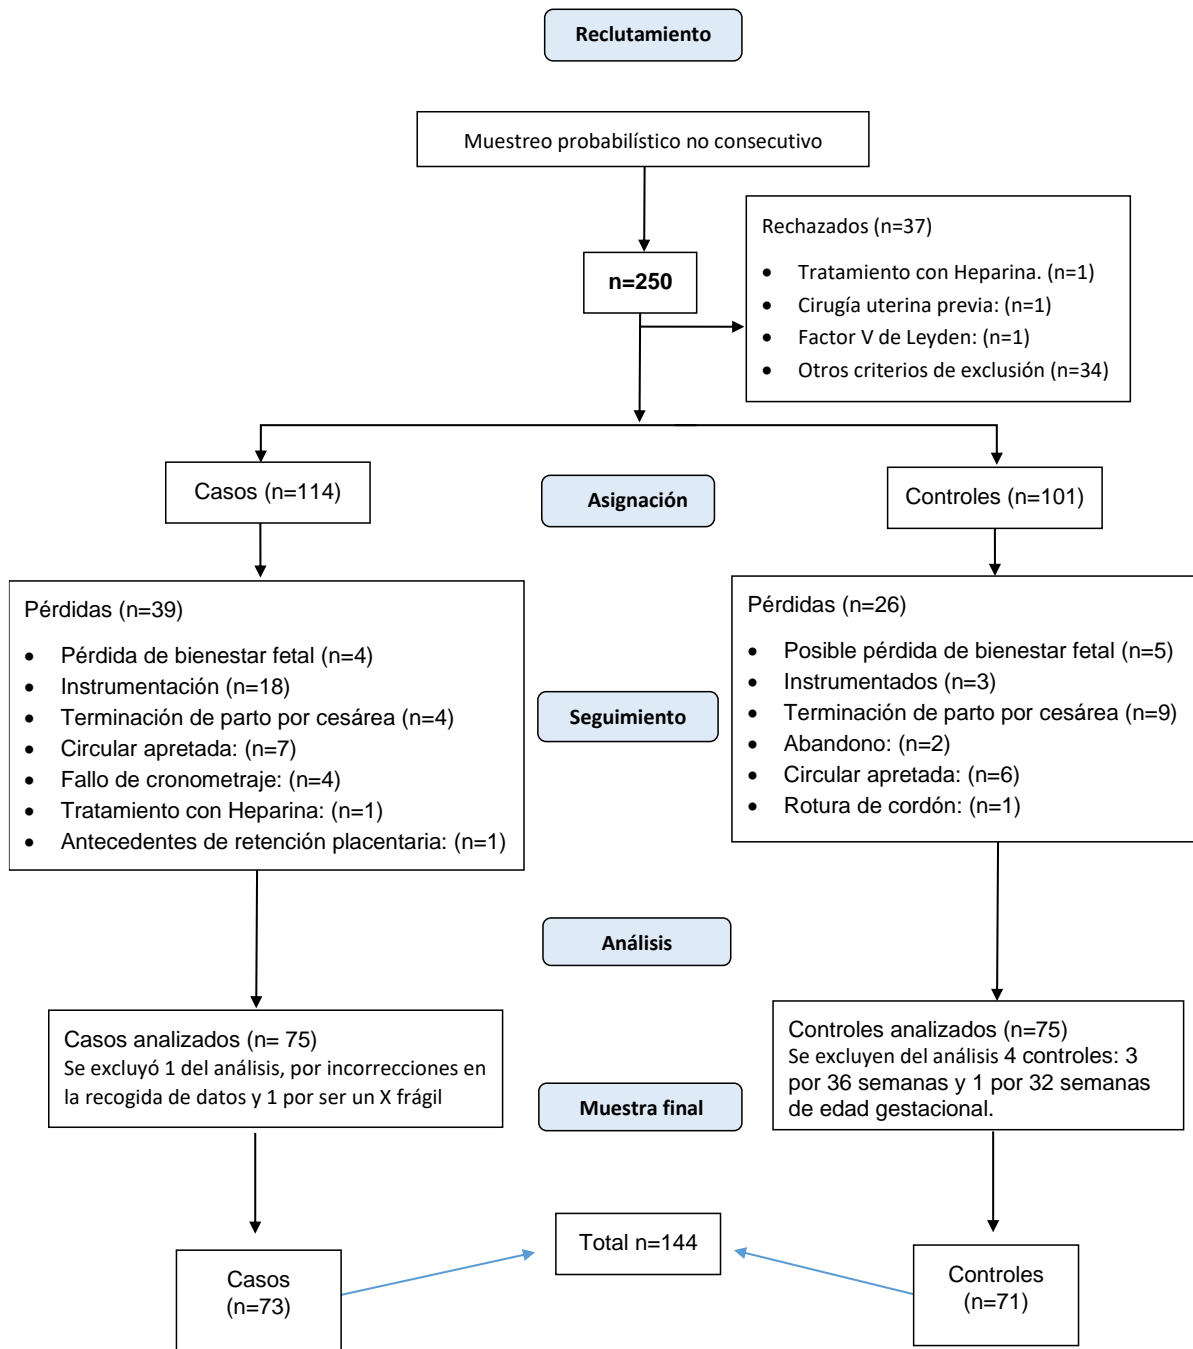 Reclutamiento
Muestreo probabilístico no consecutivo
n=250
Rechazados (n=37)
• Tratamiento con Heparina. (n=1)
• Cirugía uterina previa: (n=1)
• Factor V de Leyden: (n=1)
• Otros criterios de exclusión (n=34)
Casos (n=114)
Asignación
Controles (n=101)
Pérdidas (n=39)
• Pérdida de bienestar fetal (n=4)
• Instrumentación (n=18)
• Terminación de parto por cesárea (n=4)
• Circular apretada: (n=7)
• Fallo de cronometraje: (n=4)
• Tratamiento con Heparina: (n=1)
• Antecedentes de retención placentaria: (n=1)
Seguimiento
Pérdidas (n=26)
• Posible pérdida de bienestar fetal (n=5)
• Instrumentados (n=3)
• Terminación de parto por cesárea (n=9)
• Abandono: (n=2)
• Circular apretada: (n=6)
• Rotura de cordón: (n=1)
Análisis
Casos analizados (n= 75)
Se excluyó 1 del análisis, por incorrecciones en
la recogida de datos y 1 por ser un X frágil
Controles analizados (n=75)
Se excluyen del análisis 4 controles: 3
por 36 semanas y 1 por 32 semanas
de edad gestacional.
Muestra final
Total n=144
Casos
(n=73)
Controles
(n=71)